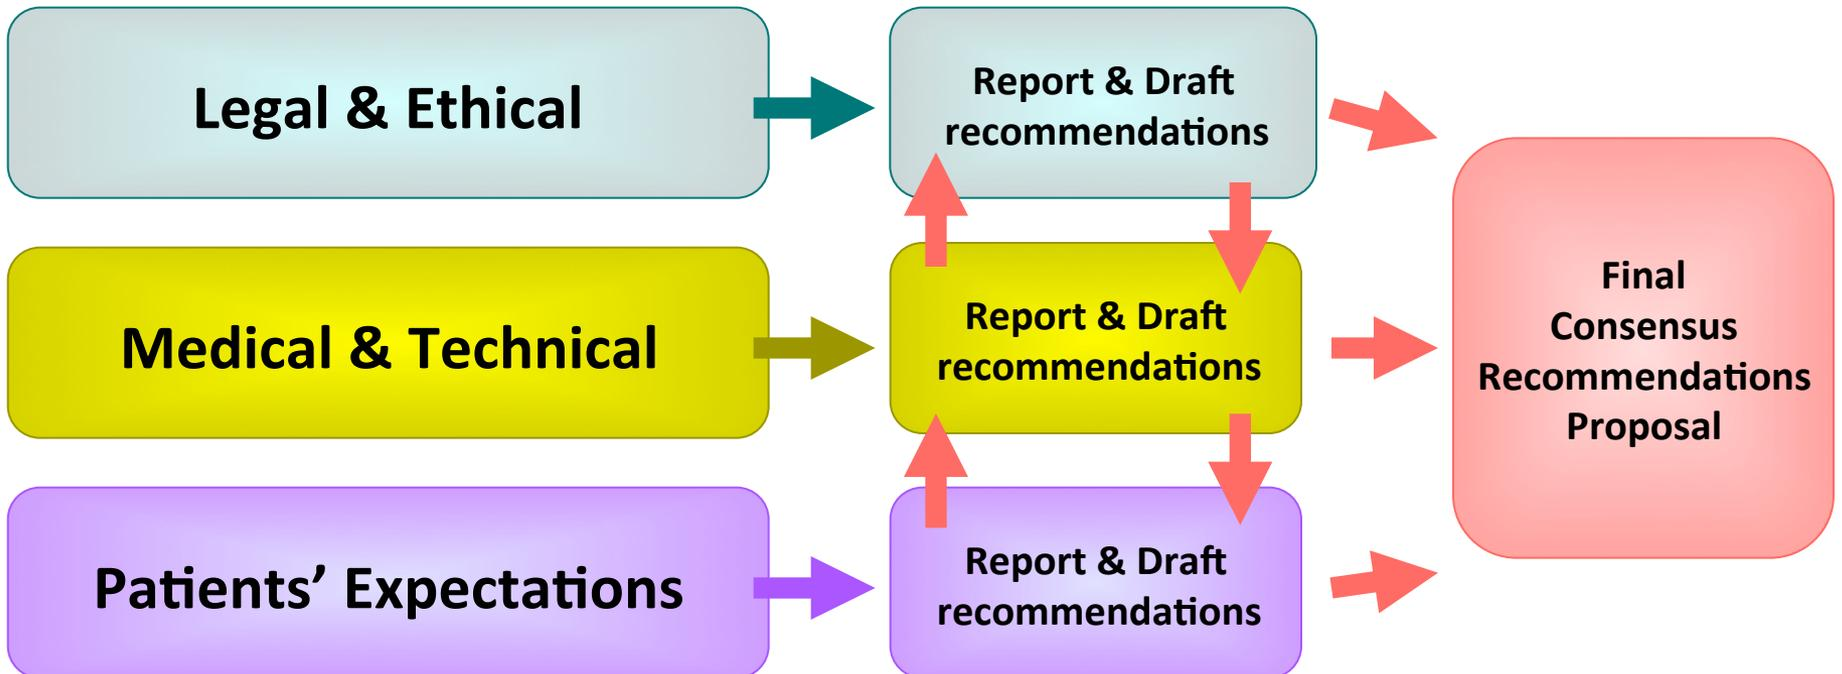 Legal & Ethical
Report & Draft
recommendations
Medical & Technical
Report & Draft
recommendations
Patients’ Expectations
Report & Draft
recommendations
Final
Consensus
Recommendations
Proposal